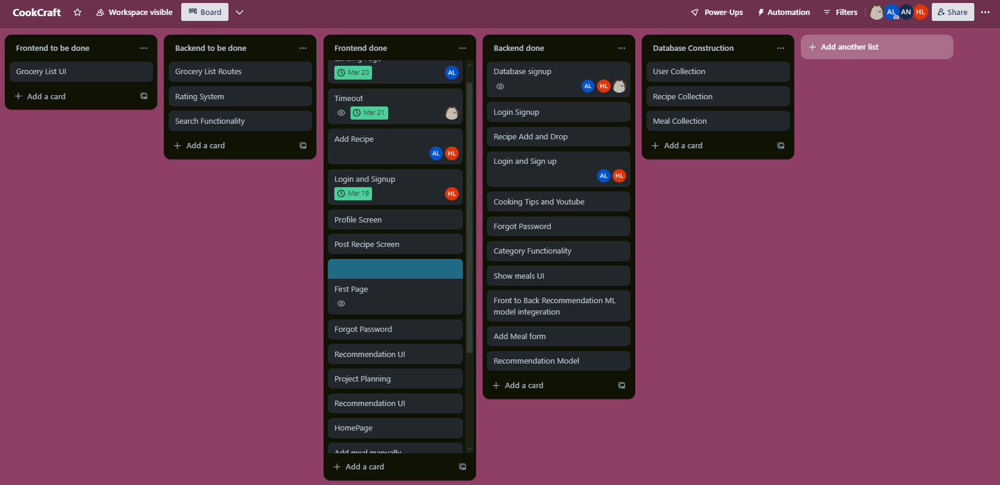 CookCraft
Workspace visible
Board
Power-Ups
Automation
Filters
AL
AN
HL
Share
Frontend to be done
Grocery List UI
Add a card
Backend to be done
Grocery List Routes
Rating System
Search Functionality
Add a card
Frontend done
Landing Page
Mar 20
AL
Timeout
Mar 21
Add Recipe
AL
HL
Login and Signup
Mar 19
HL
Profile Screen
Post Recipe Screen
First Page
Forgot Password
Recommendation UI
Project Planning
Recommendation UI
HomePage
Add meal manually
Add a card
Backend done
Database signup
AL
HL
Login Signup
Recipe Add and Drop
Login and Sign up
AL
HL
Cooking Tips and Youtube
Forgot Password
Category Functionality
Show meals UI
Front to Back Recommendation ML
model integeration
Add Meal form
Recommendation Model
Add a card
Database Construction
User Collection
Recipe Collection
Meal Collection
Add a card
Add another list